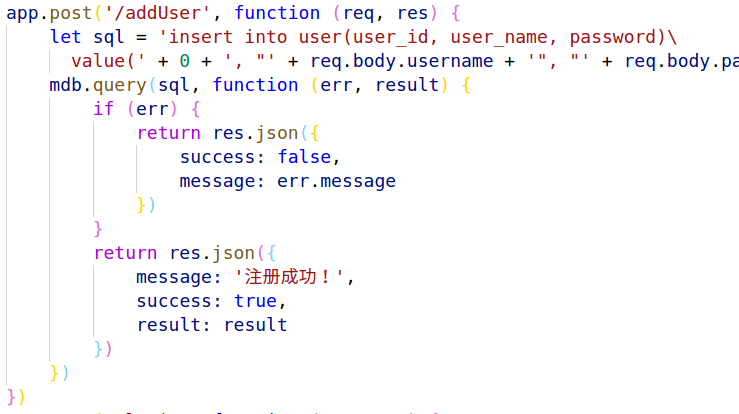 app.post('/addUser', function (req, res) {
    let sql = 'insert into user(user_id, user_name, password)\
      value(' + 0 + ', "' + req.body.username + '", "' + req.body.pa
    mdb.query(sql, function (err, result) {
        if (err) {
            return res.json({
                success: false,
                message: err.message
            })
        }
        return res.json({
            message: '注册成功！',
            success: true,
            result: result
        })
    })
})